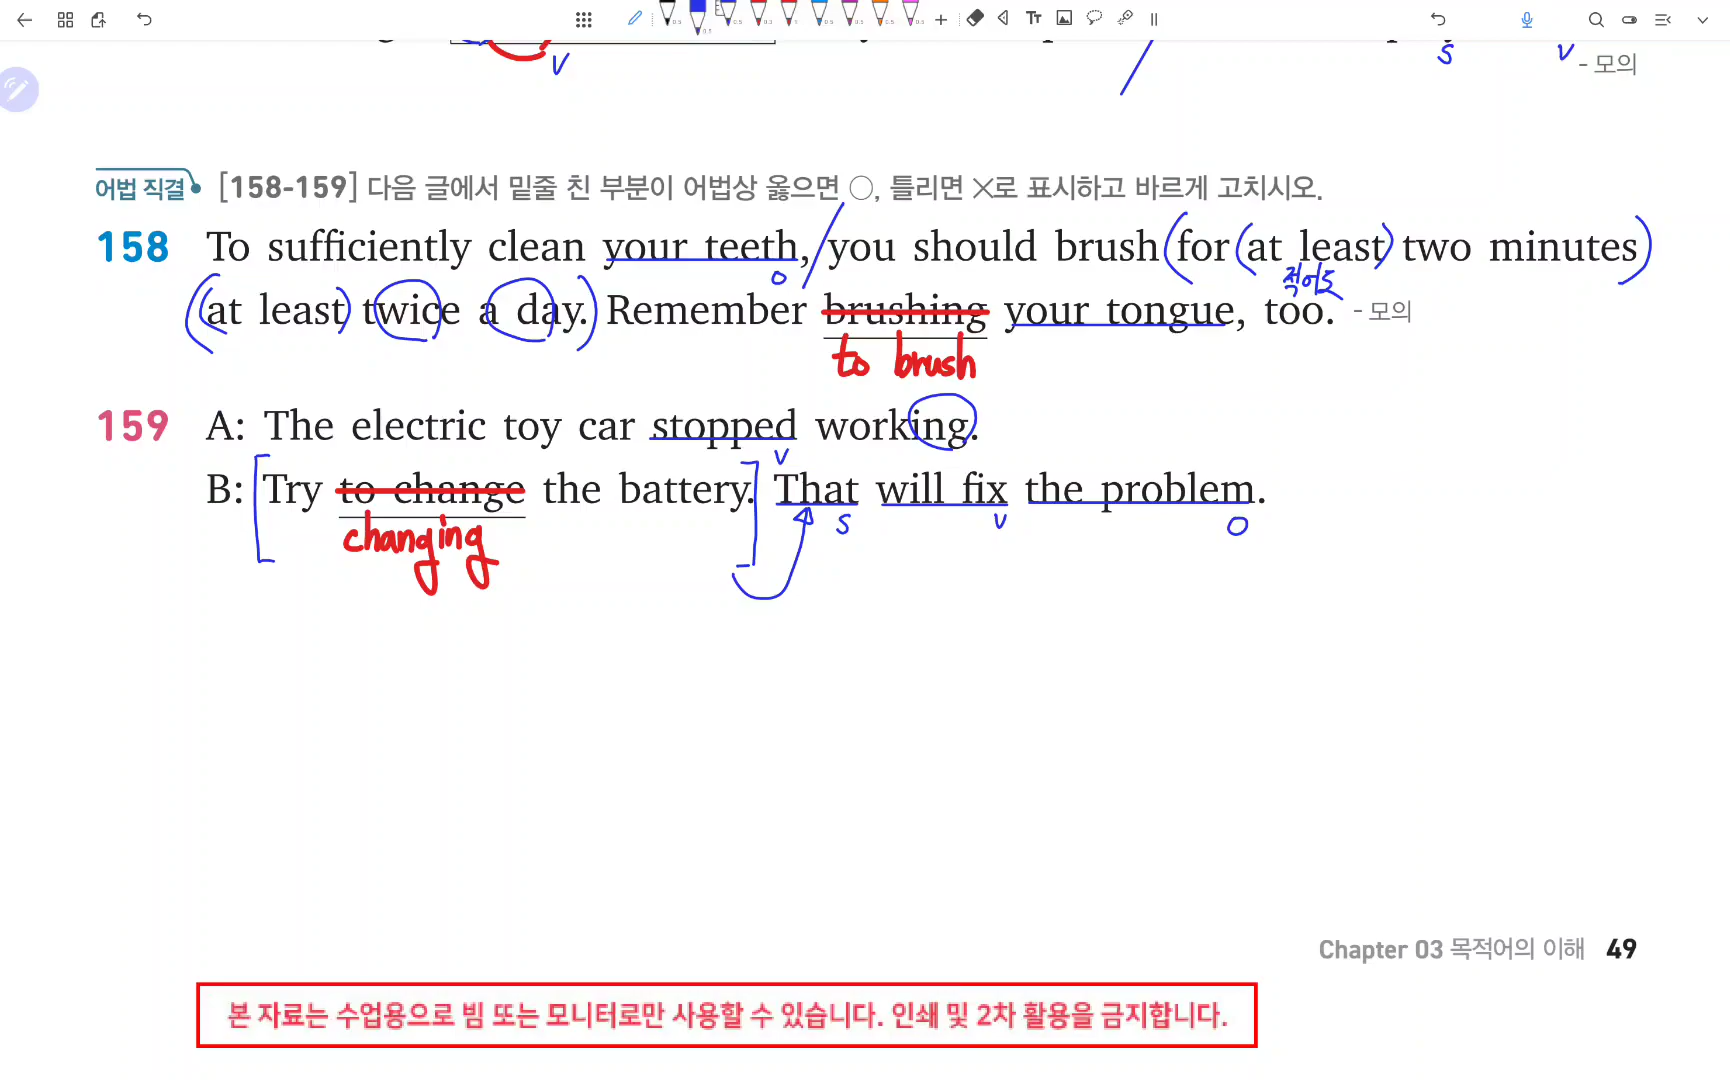 V
S
V
- 모의
어법 직결 [158-159] 다음 글에서 밑줄 친 부분이 어법상 옳으면 ○, 틀리면 ×로 표시하고 바르게 고치시오.
158 To sufficiently clean your teeth, / you should brush (for (at least) two minutes)
O 적어도
((at least) twice a day.) Remember brushing your tongue, too. - 모의
to brush
159 A: The electric toy car stopped working.
V
B: [Try to change the battery.] That will fix the problem.
changing S V O
Chapter 03 목적어의 이해 49
본 자료는 수업용으로 빔 또는 모니터로만 사용할 수 있습니다. 인쇄 및 2차 활용을 금지합니다.